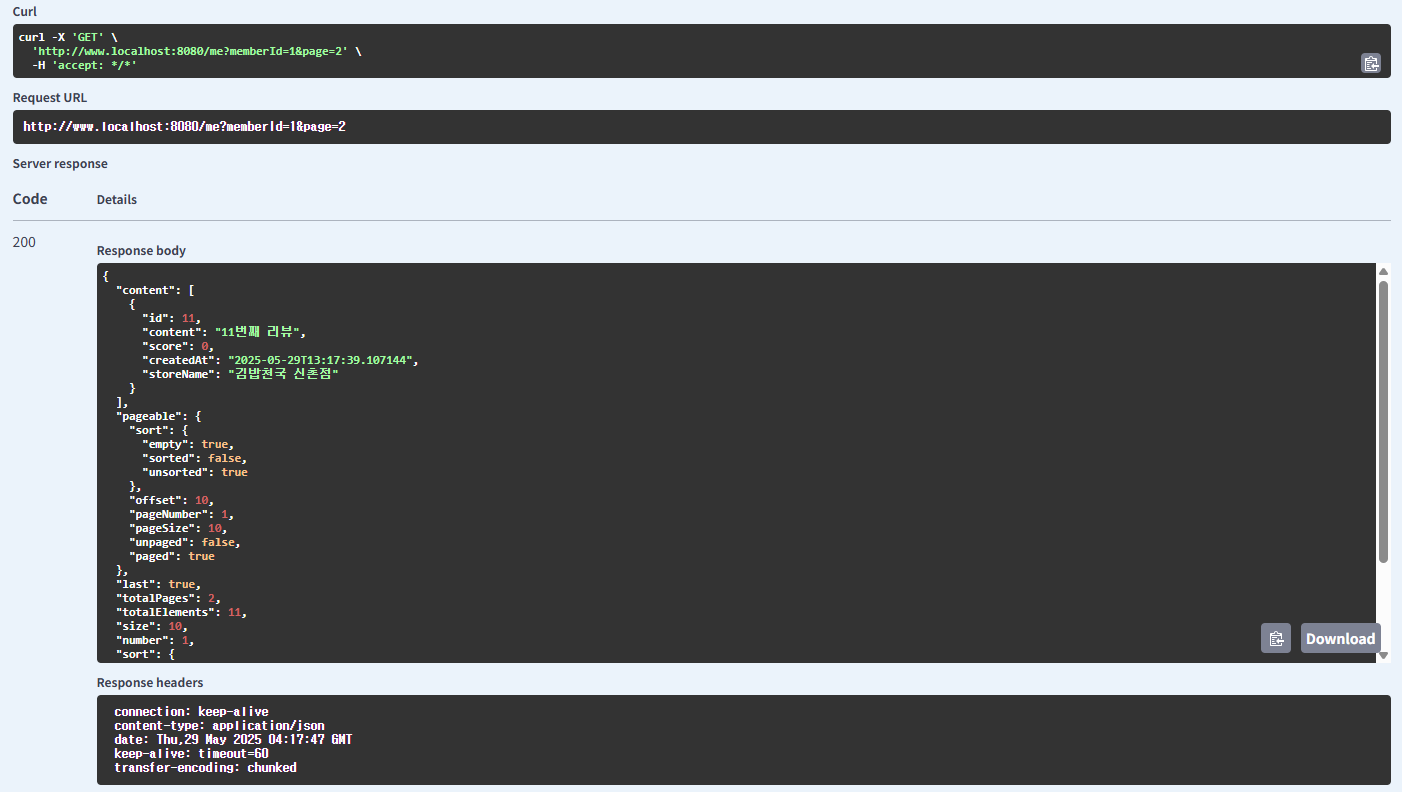 Curl
curl -X 'GET' \
  'http://www.localhost:8080/me?memberId=1&page=2' \
  -H 'accept: */*'
Request URL
http://www.localhost:8080/me?memberId=1&page=2
Server response
Code Details
200
Response body
{
  "content": [
    {
      "id": 11,
      "content": "11번째 리뷰",
      "score": 0,
      "createdAt": "2025-05-29T13:17:39.107144",
      "storeName": "김밥천국 신촌점"
    }
  ],
  "pageable": {
    "sort": {
      "empty": true,
      "sorted": false,
      "unsorted": true
    },
    "offset": 10,
    "pageNumber": 1,
    "pageSize": 10,
    "unpaged": false,
    "paged": true
  },
  "last": true,
  "totalPages": 2,
  "totalElements": 11,
  "size": 10,
  "number": 1,
  "sort": {
Download
Response headers
connection: keep-alive
content-type: application/json
date: Thu,29 May 2025 04:17:47 GMT
keep-alive: timeout=60
transfer-encoding: chunked